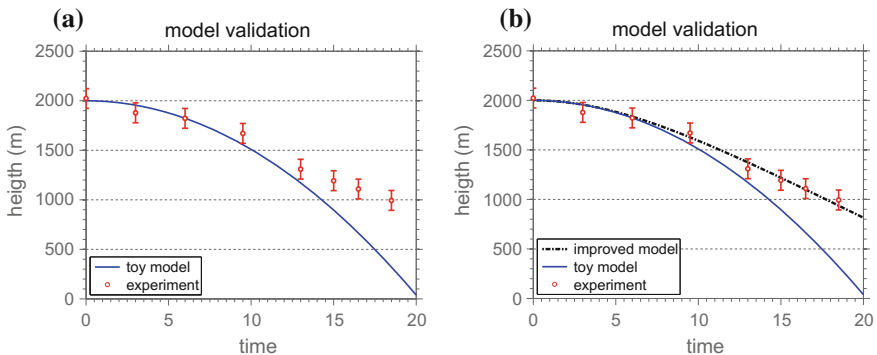 (a)
model validation
2500
2000
1500
1000
500
0
heigth (m)
toy model
experiment
0 5 10 15 20
time
(b)
model validation
2500
2000
1500
1000
500
0
heigth (m)
improved model
toy model
experiment
0 5 10 15 20
time